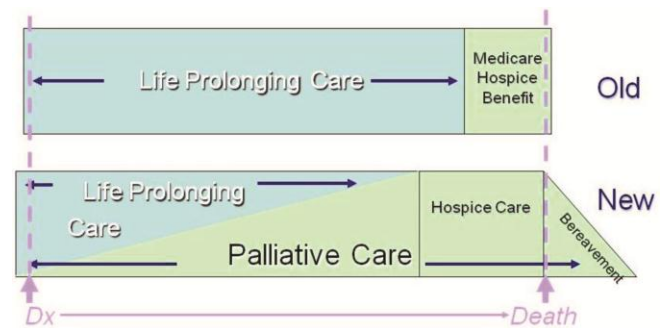 Life Prolonging Care
Medicare
Hospice
Benefit
Old
Life Prolonging
Care
Palliative Care
Hospice Care
Bereavement
New
Dx
Death